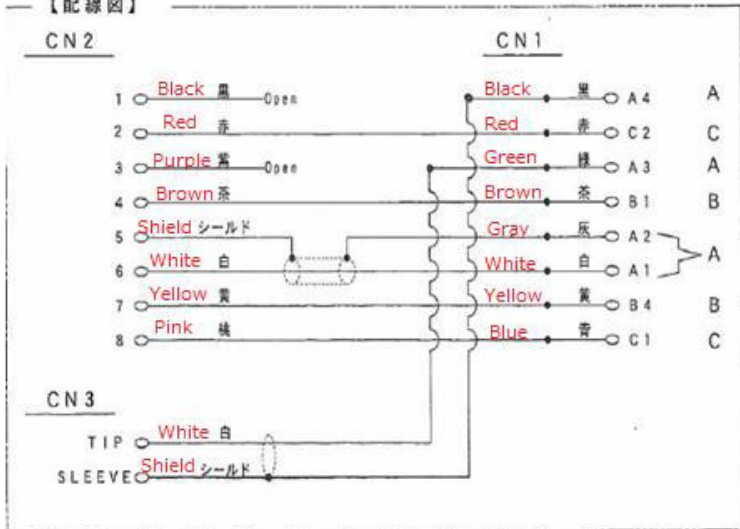 【配線図】
CN2 CN1
1 Black 黒 Open Black 黒 A4 A
2 Red 赤 Red 赤 C2 C
3 Purple 紫 Open Green 緑 A3 A
4 Brown 茶 Brown 茶 B1 B
5 Shield シールド Gray 灰 A2
A
6 White 白 White 白 A1
7 Yellow 黄 Yellow 黄 B4 B
8 Pink 桃 Blue 青 C1 C
CN3
TIP White 白
SLEEVE Shield シールド